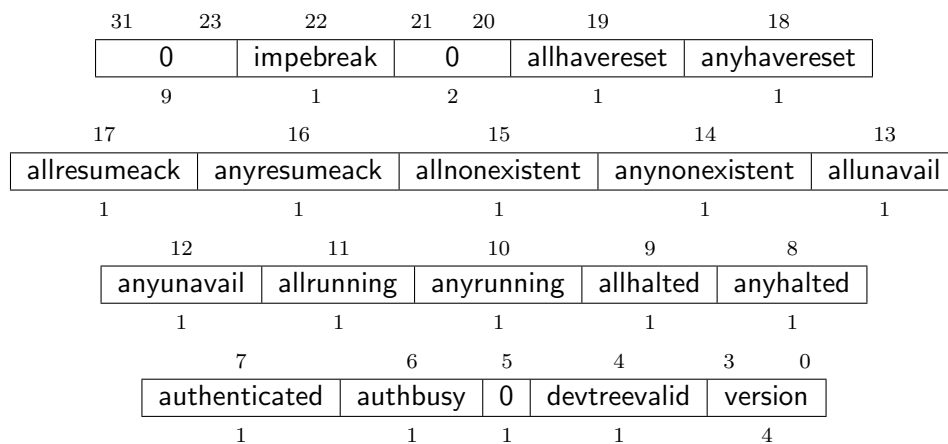 31 23 22 21 20 19 18
0 impebreak 0 allhavereset anyhavereset
9 1 2 1 1
17 16 15 14 13
allresumeack anyresumeack allnonexistent anynonexistent allunavail
1 1 1 1 1
12 11 10 9 8
anyunavail allrunning anyrunning allhalted anyhalted
1 1 1 1 1
7 6 5 4 3 0
authenticated authbusy 0 devtreevalid version
1 1 1 1 4